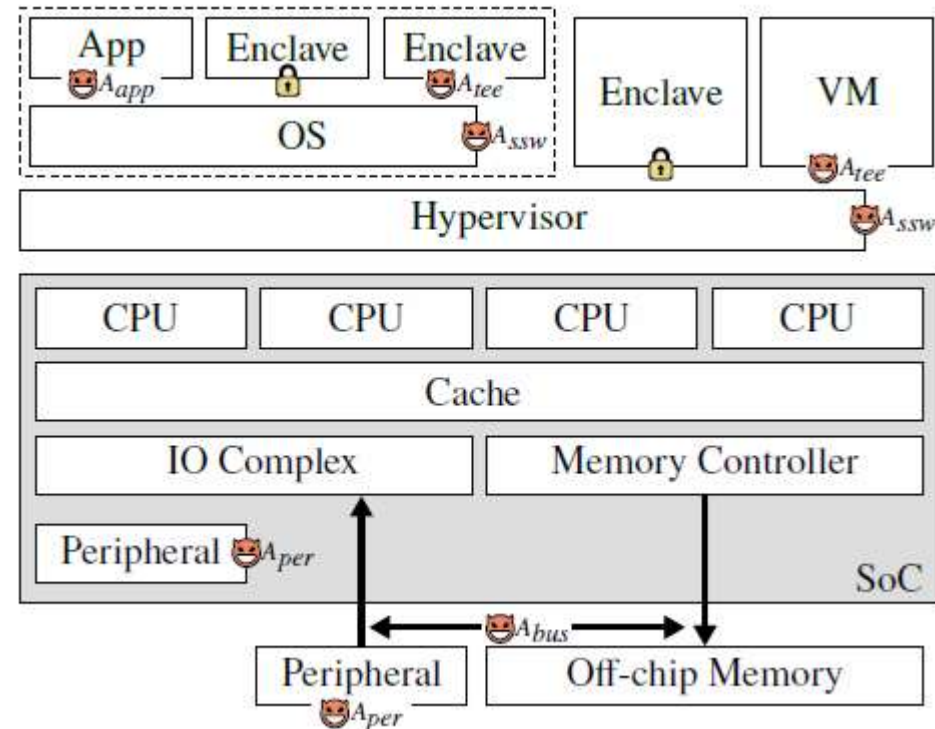 App Enclave Enclave
A_app A_tee
Enclave VM
OS A_ssw
A_tee
Hypervisor A_ssw
CPU CPU CPU CPU
Cache
IO Complex Memory Controller
Peripheral A_per
SoC
A_bus
Peripheral Off-chip Memory
A_per